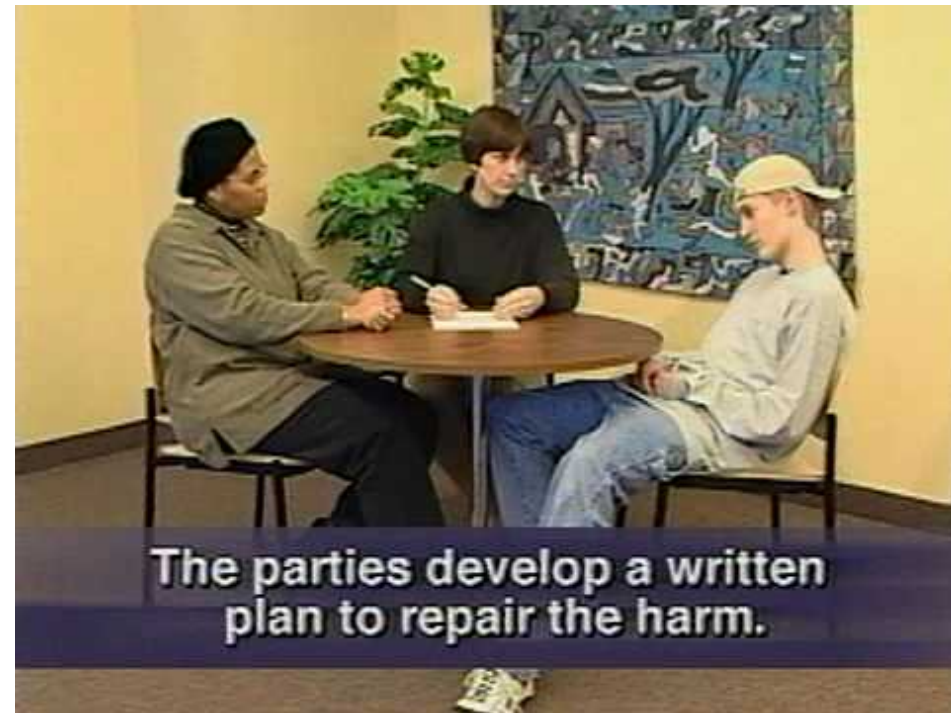 The parties develop a written
plan to repair the harm.